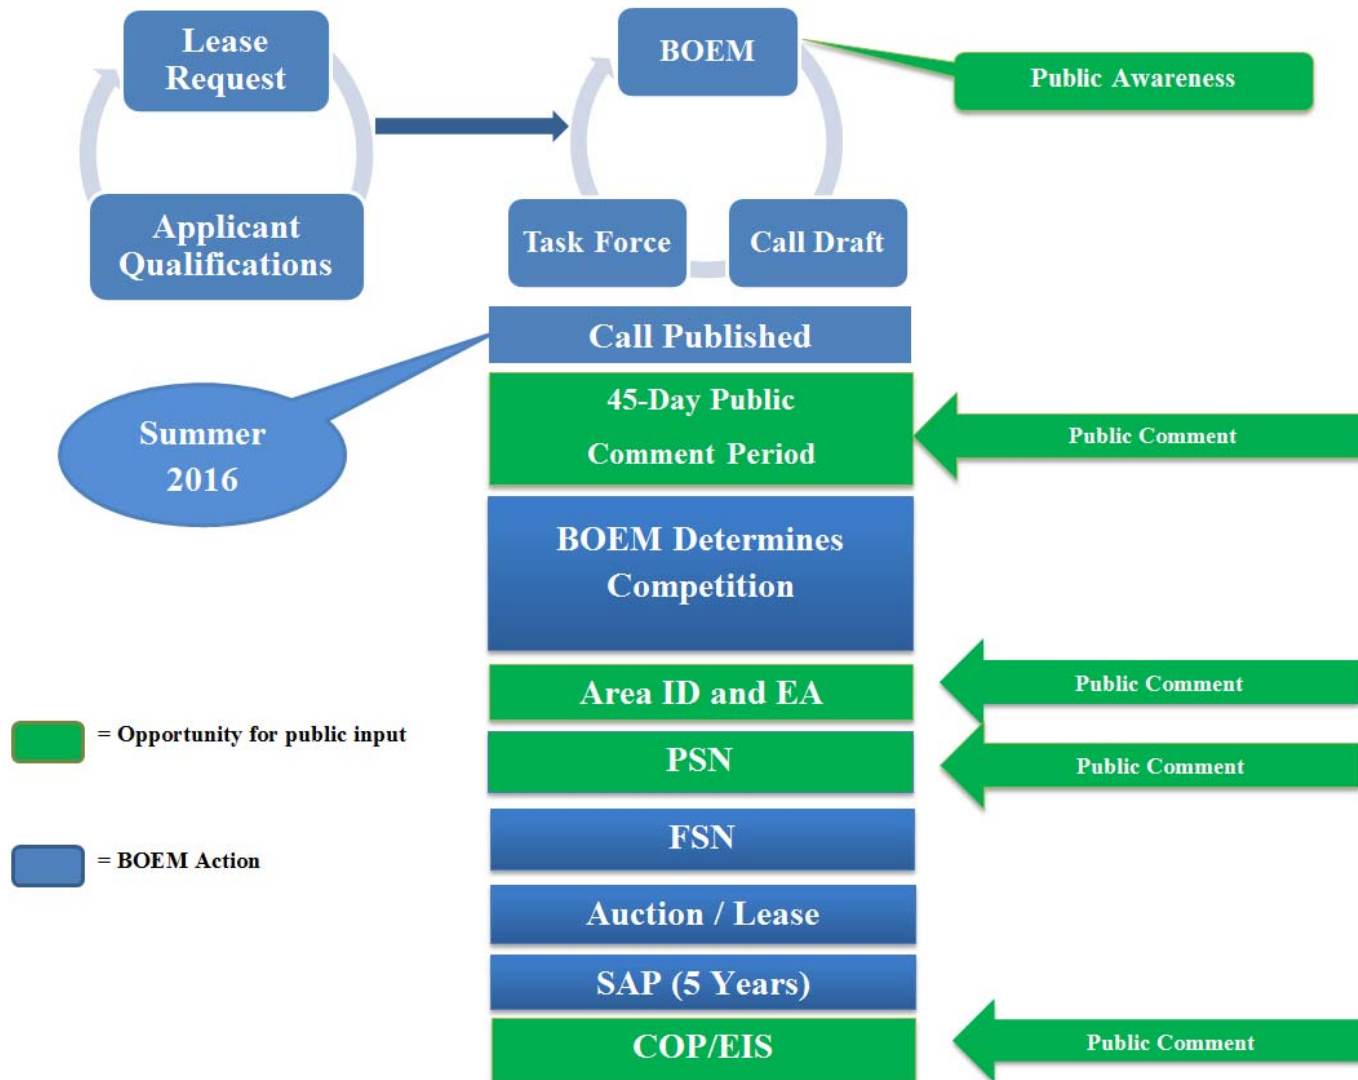 Lease
Request
BOEM
Public Awareness
Applicant
Qualifications
Task Force
Call Draft
Call Published
Summer
2016
45-Day Public
Comment Period
Public Comment
BOEM Determines
Competition
Area ID and EA
Public Comment
= Opportunity for public input
PSN
Public Comment
FSN
= BOEM Action
Auction / Lease
SAP (5 Years)
COP/EIS
Public Comment